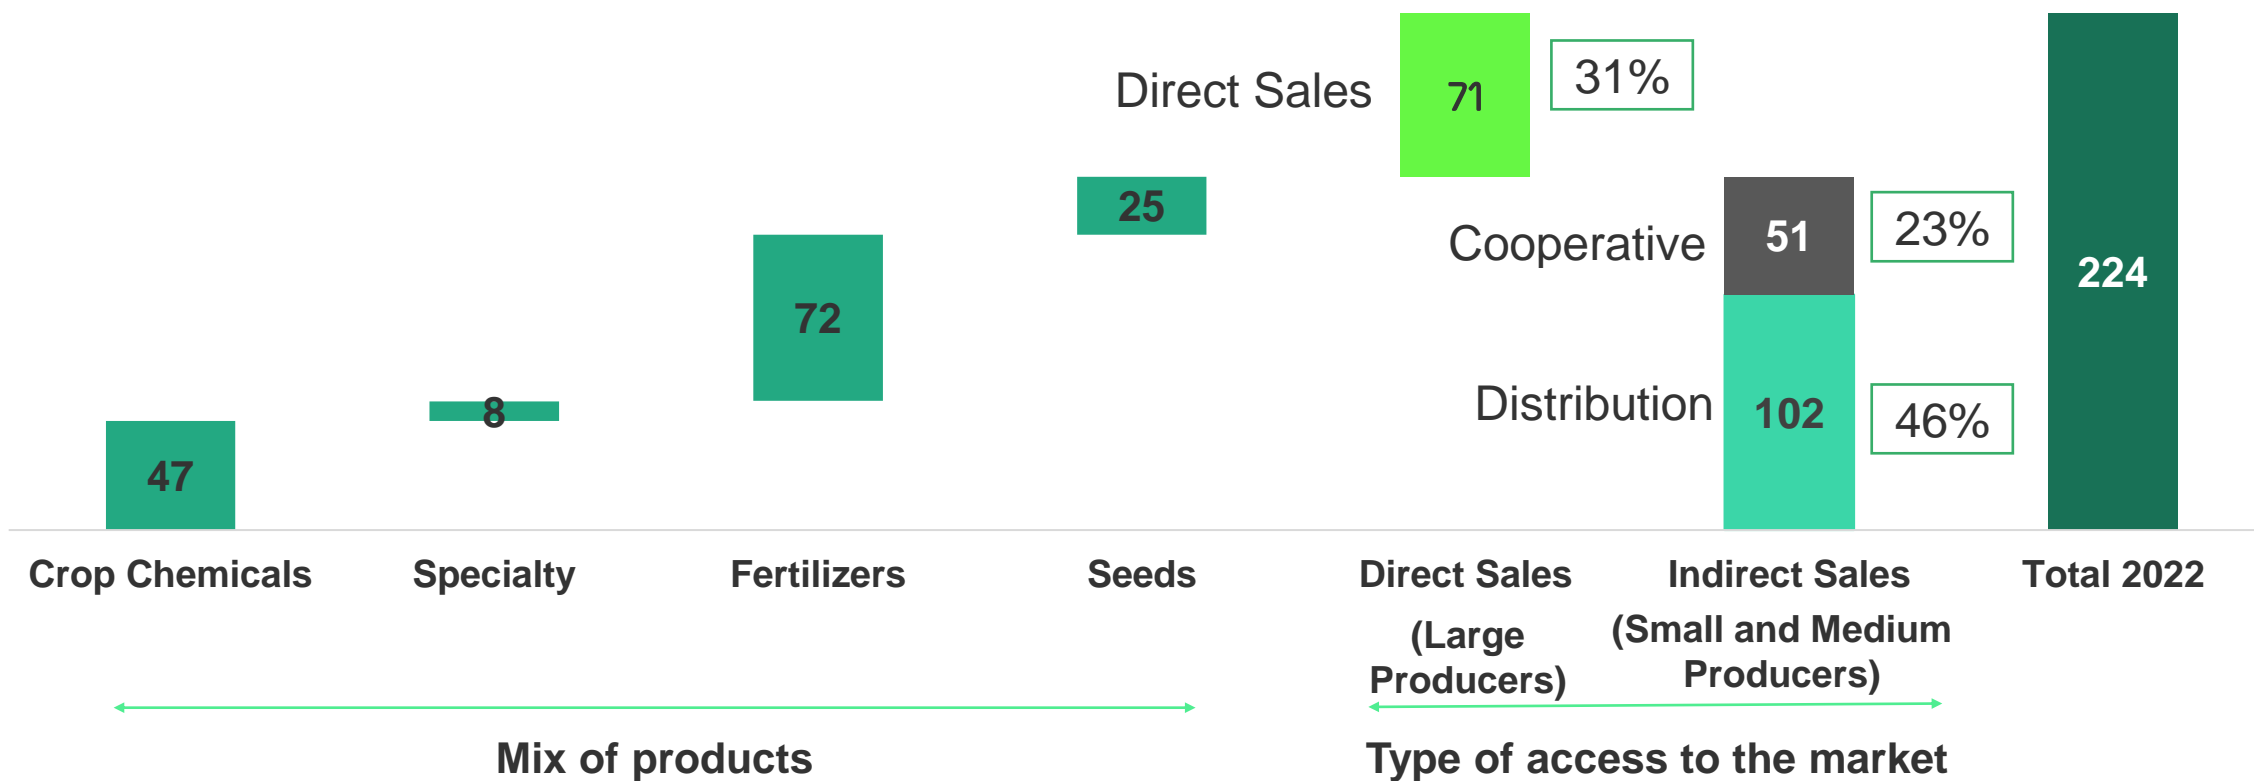 Direct Sales
71
31%
25
Cooperative
51
23%
224
72
Distribution
102
46%
8
47
Crop Chemicals
Specialty
Fertilizers
Seeds
Direct Sales
(Large
Producers)
Indirect Sales
(Small and Medium
Producers)
Total 2022
Mix of products
Type of access to the market